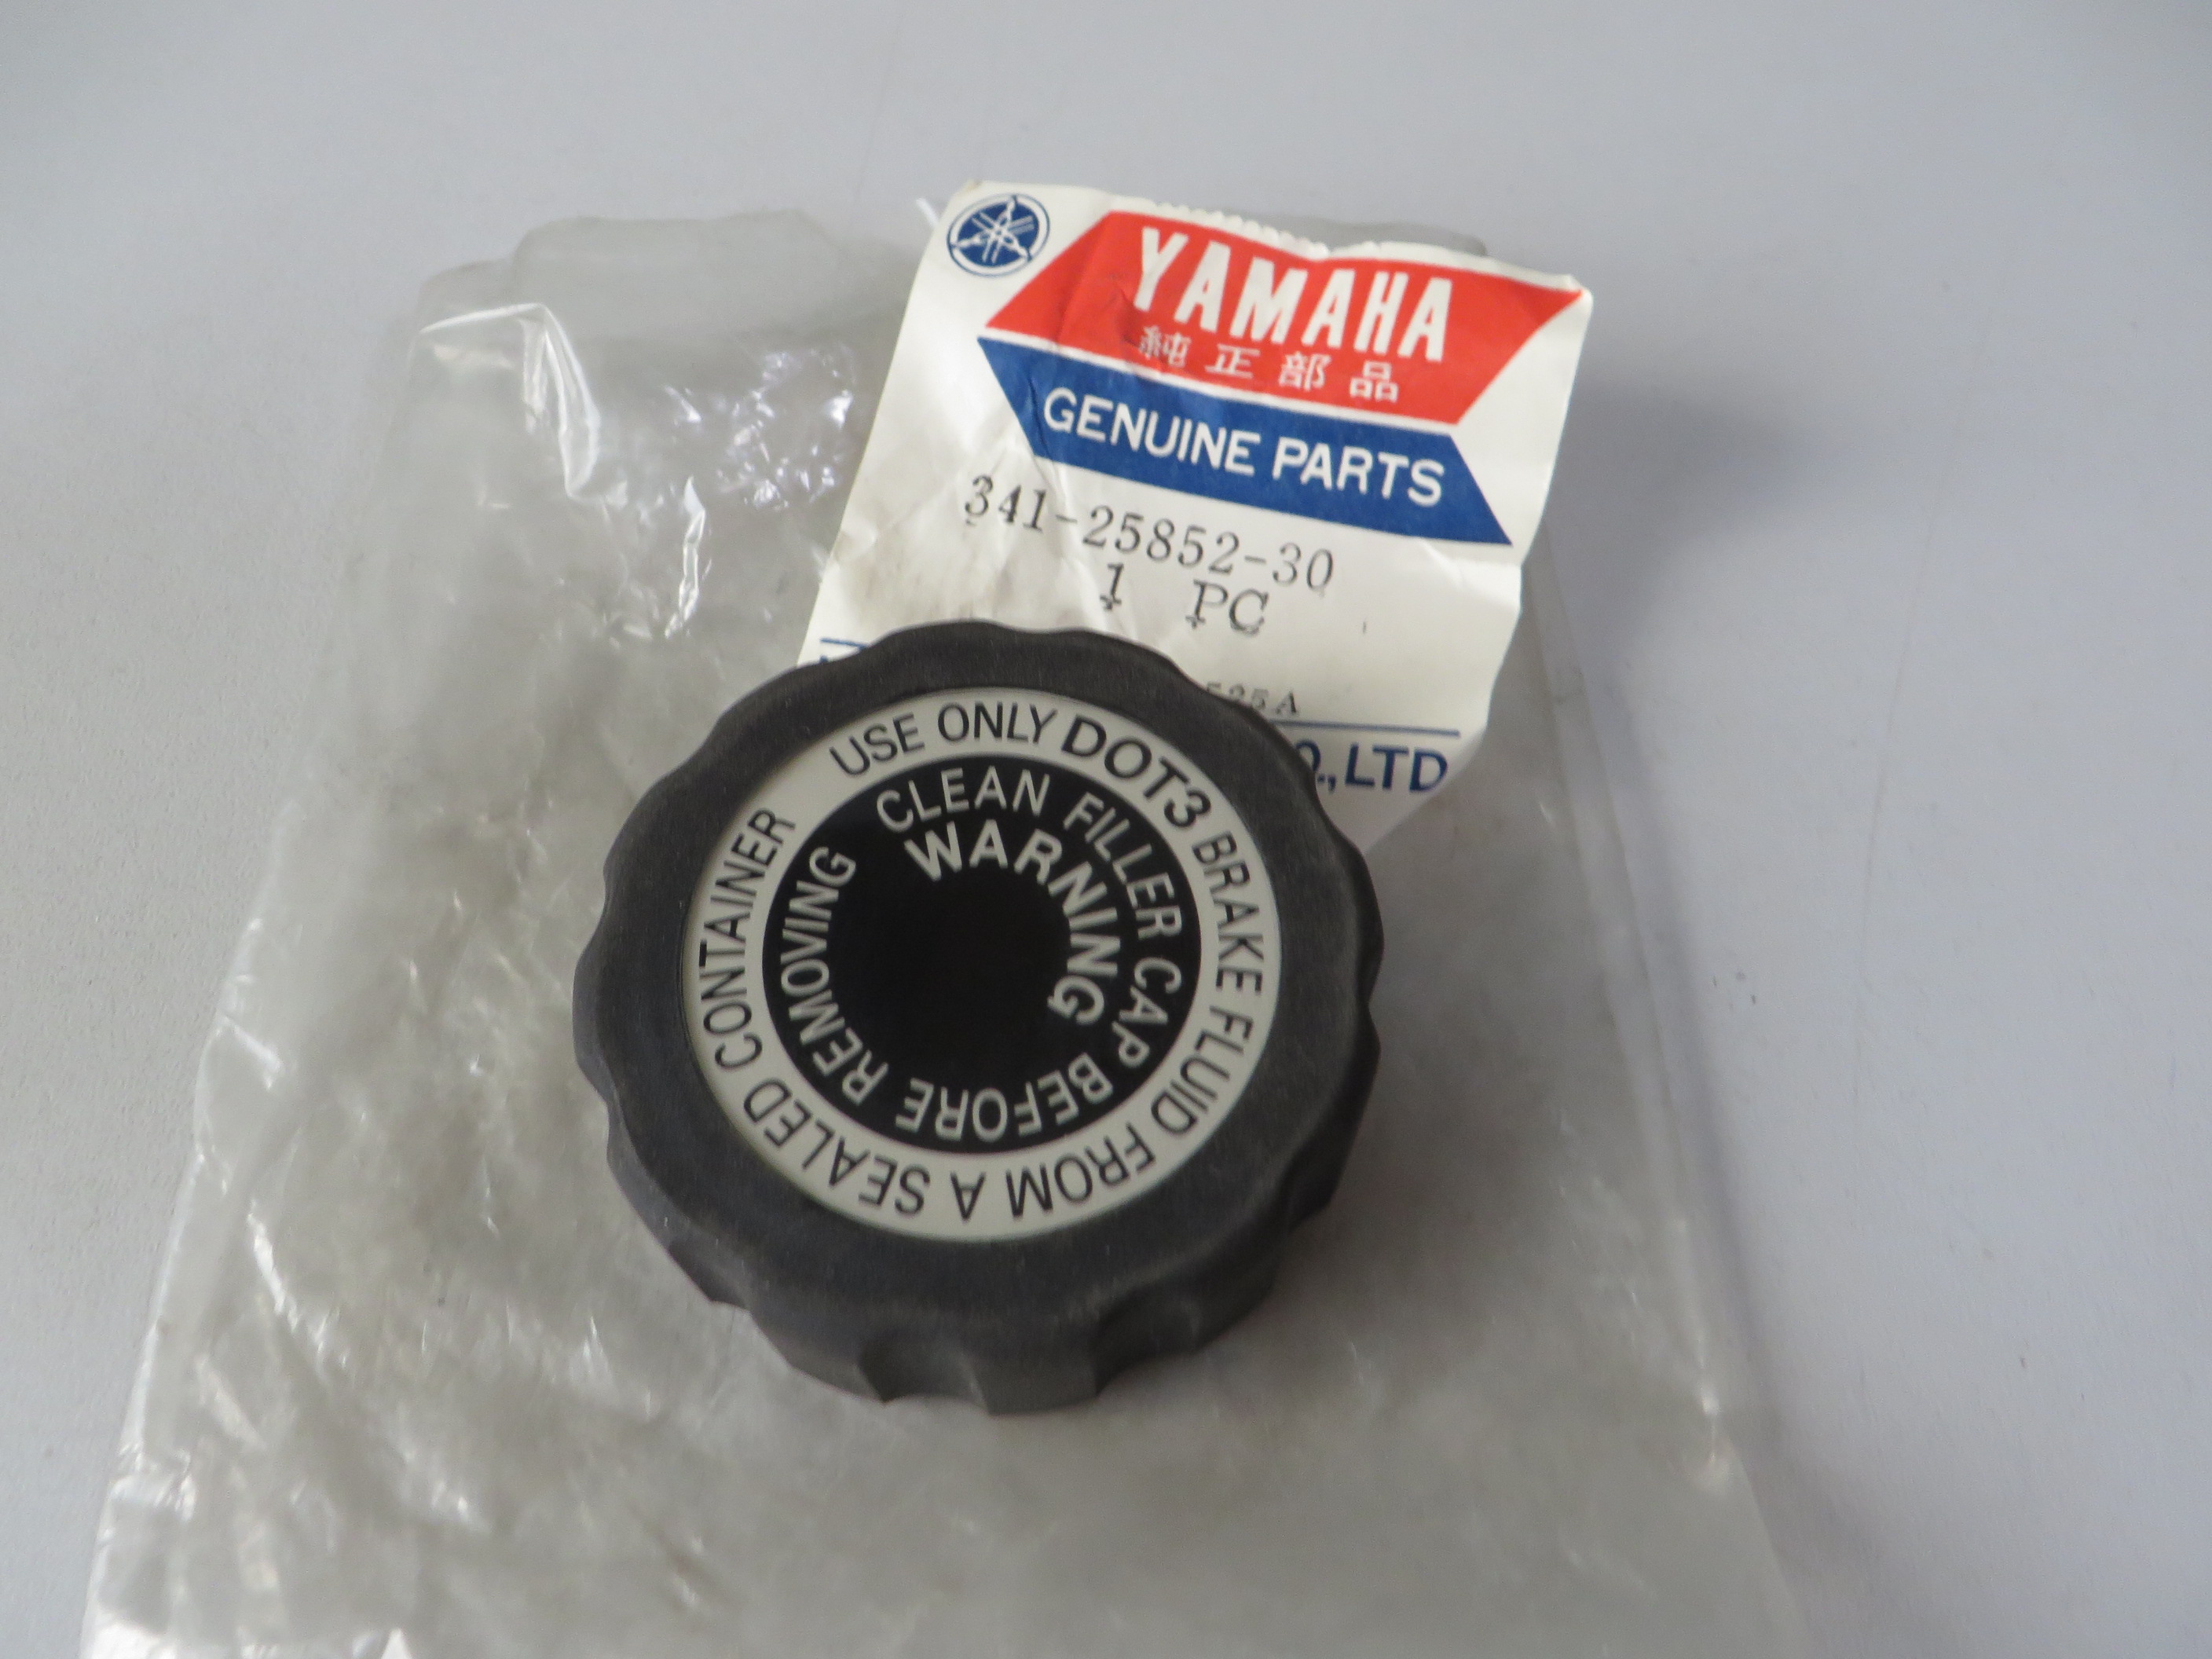 YAMAHA
純正部品
GENUINE PARTS
341-25852-30
1 PC
LTD
USE ONLY DOT3 BRAKE FLUID FROM A SEALED CONTAINER
CLEAN FILLER CAP BEFORE REMOVING
WARNING